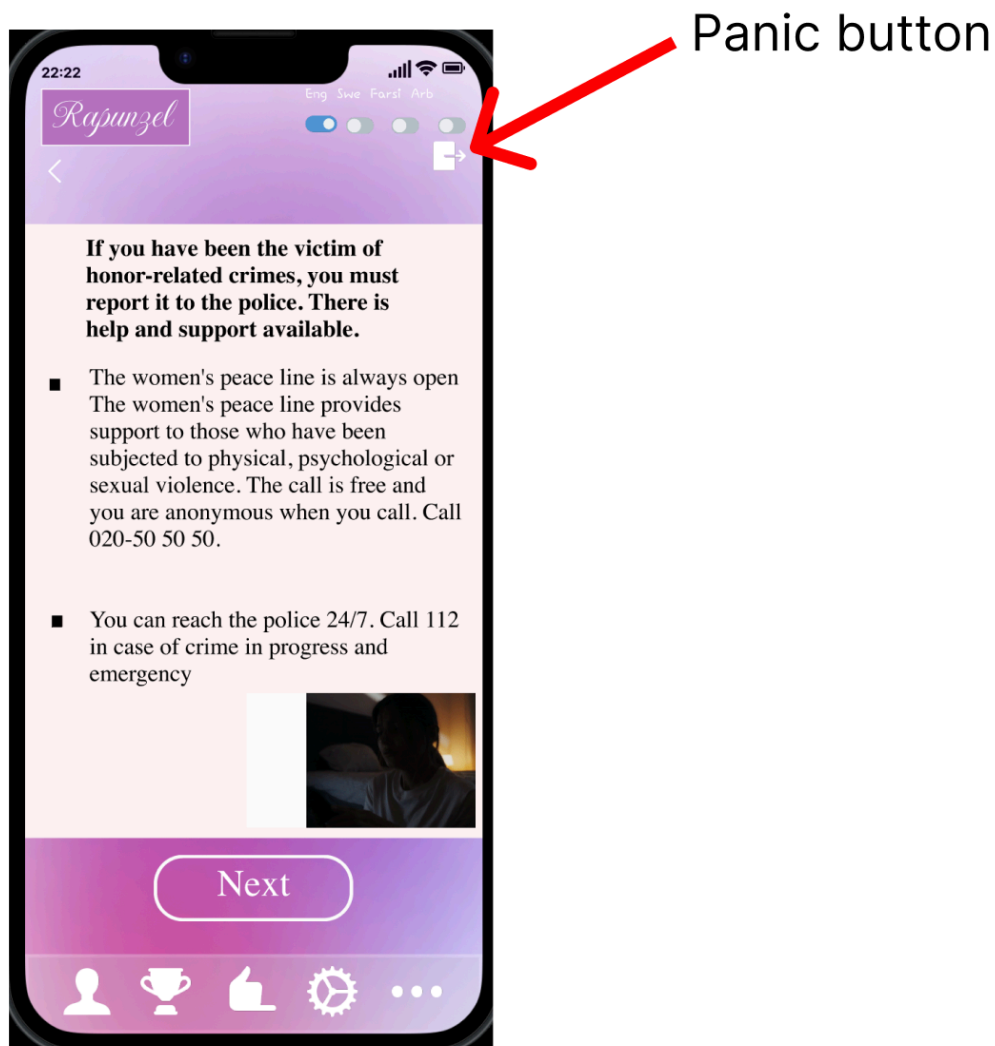 Panic button
22:22
Eng Swe Farsi Arb
Rapunzel
If you have been the victim of
honor-related crimes, you must
report it to the police. There is
help and support available.
■ The women's peace line is always open
The women's peace line provides
support to those who have been
subjected to physical, psychological or
sexual violence. The call is free and
you are anonymous when you call. Call
020-50 50 50.
■ You can reach the police 24/7. Call 112
in case of crime in progress and
emergency
Next